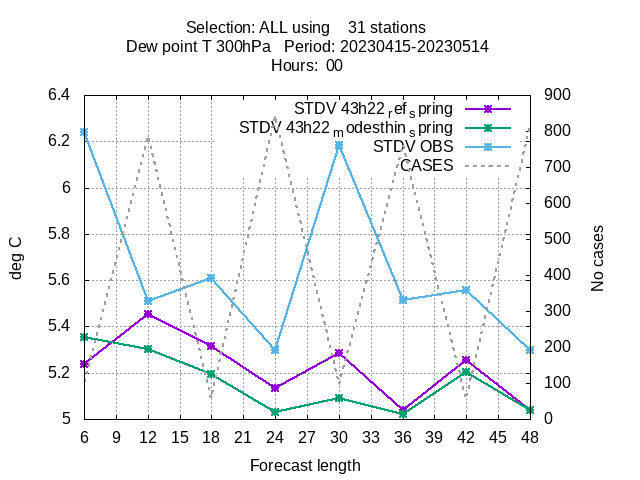 Selection: ALL using 31 stations
Dew point T 300hPa Period: 20230415-20230514
Hours: 00
STDV 43h22 ref spring
STDV 43h22 modesthin spring
STDV OBS
CASES
6.4
6.2
6
5.8
5.6
5.4
5.2
5
900
800
700
600
500
400
300
200
100
0
deg C
No cases
6 9 12 15 18 21 24 27 30 33 36 39 42 45 48
Forecast length